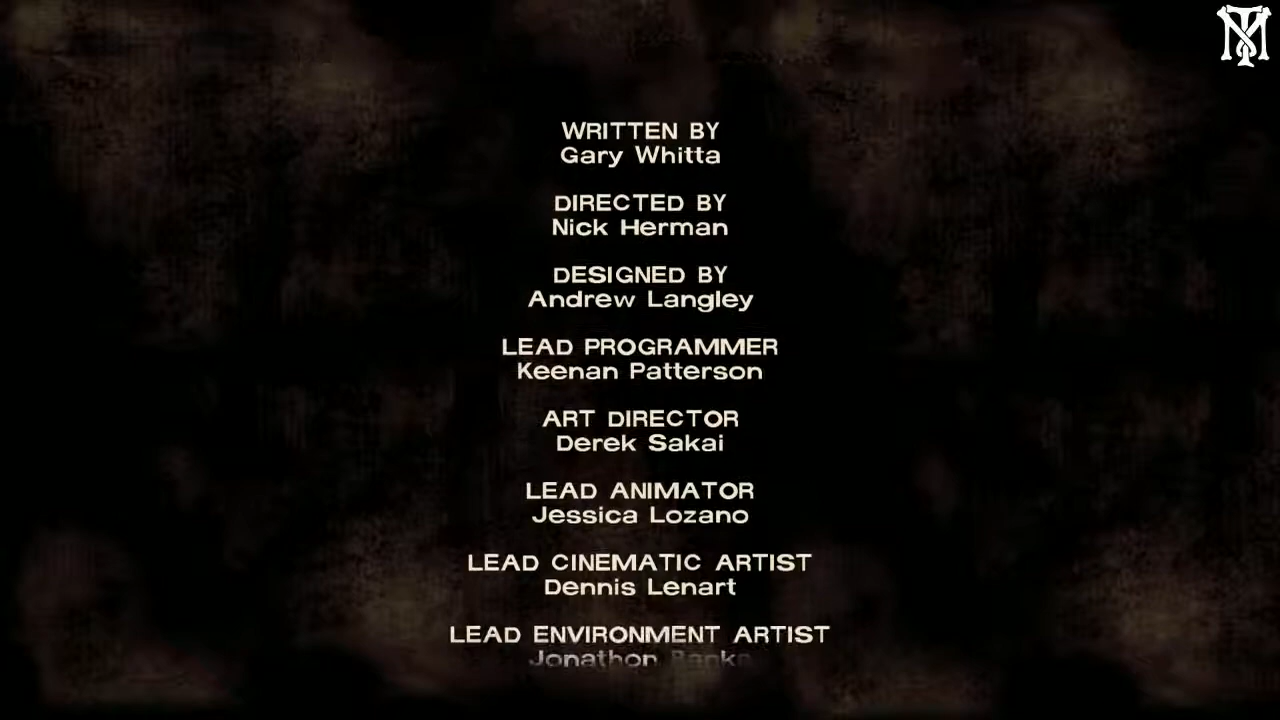 WRITTEN BY
Gary Whitta
DIRECTED BY
Nick Herman
DESIGNED BY
Andrew Langley
LEAD PROGRAMMER
Keenan Patterson
ART DIRECTOR
Derek Sakai
LEAD ANIMATOR
Jessica Lozano
LEAD CINEMATIC ARTIST
Dennis Lenart
LEAD ENVIRONMENT ARTIST
Jonathon Banks